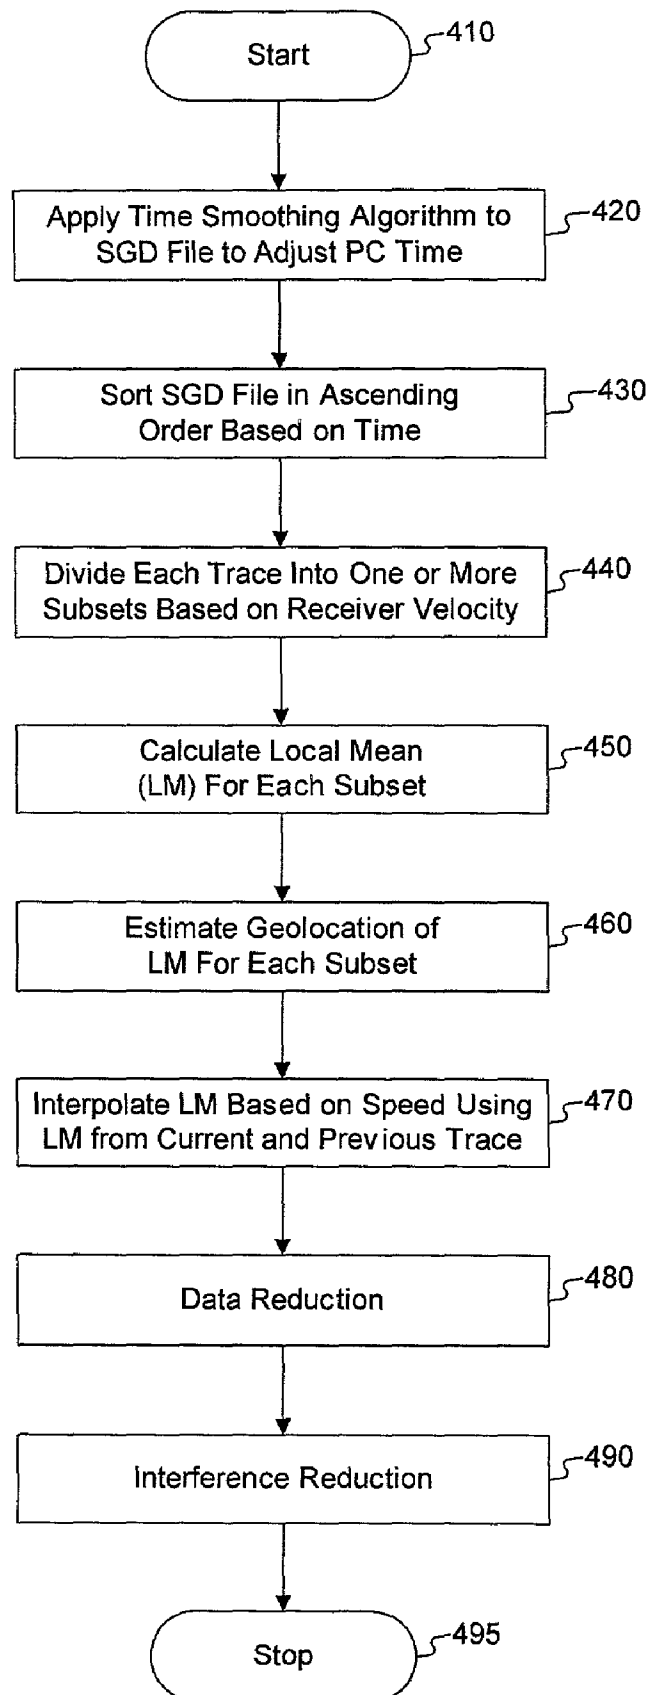 Start
410
Apply Time Smoothing Algorithm to
SGD File to Adjust PC Time
420
Sort SGD File in Ascending
Order Based on Time
430
Divide Each Trace Into One or More
Subsets Based on Receiver Velocity
440
Calculate Local Mean
(LM) For Each Subset
450
Estimate Geolocation of
LM For Each Subset
460
Interpolate LM Based on Speed Using
LM from Current and Previous Trace
470
Data Reduction
480
Interference Reduction
490
Stop
495